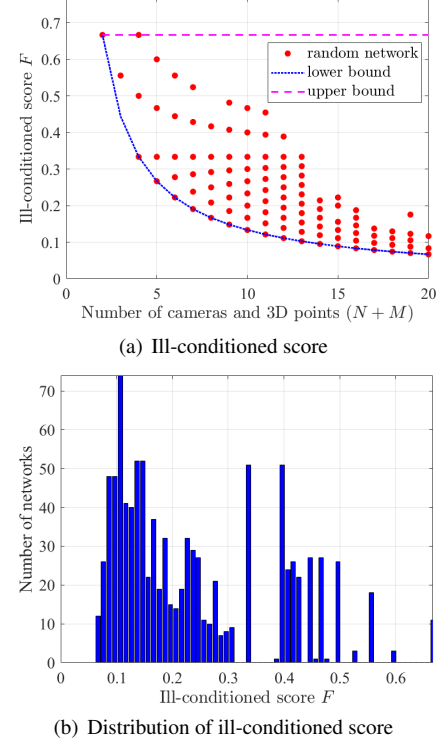 0.7
0.6
0.5
0.4
0.3
0.2
0.1
0
Ill-conditioned score F
random network
lower bound
upper bound
0 5 10 15 20
Number of cameras and 3D points (N + M)
(a) Ill-conditioned score
70
60
50
40
30
20
10
0
Number of networks
0 0.1 0.2 0.3 0.4 0.5 0.6
Ill-conditioned score F
(b) Distribution of ill-conditioned score